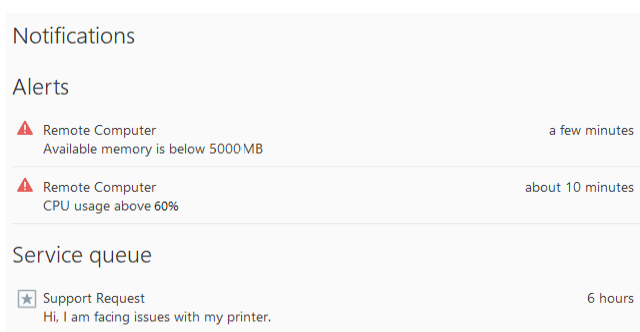 Notifications
Alerts
Remote Computer a few minutes
Available memory is below 5000 MB
Remote Computer about 10 minutes
CPU usage above 60%
Service queue
Support Request 6 hours
Hi, I am facing issues with my printer.